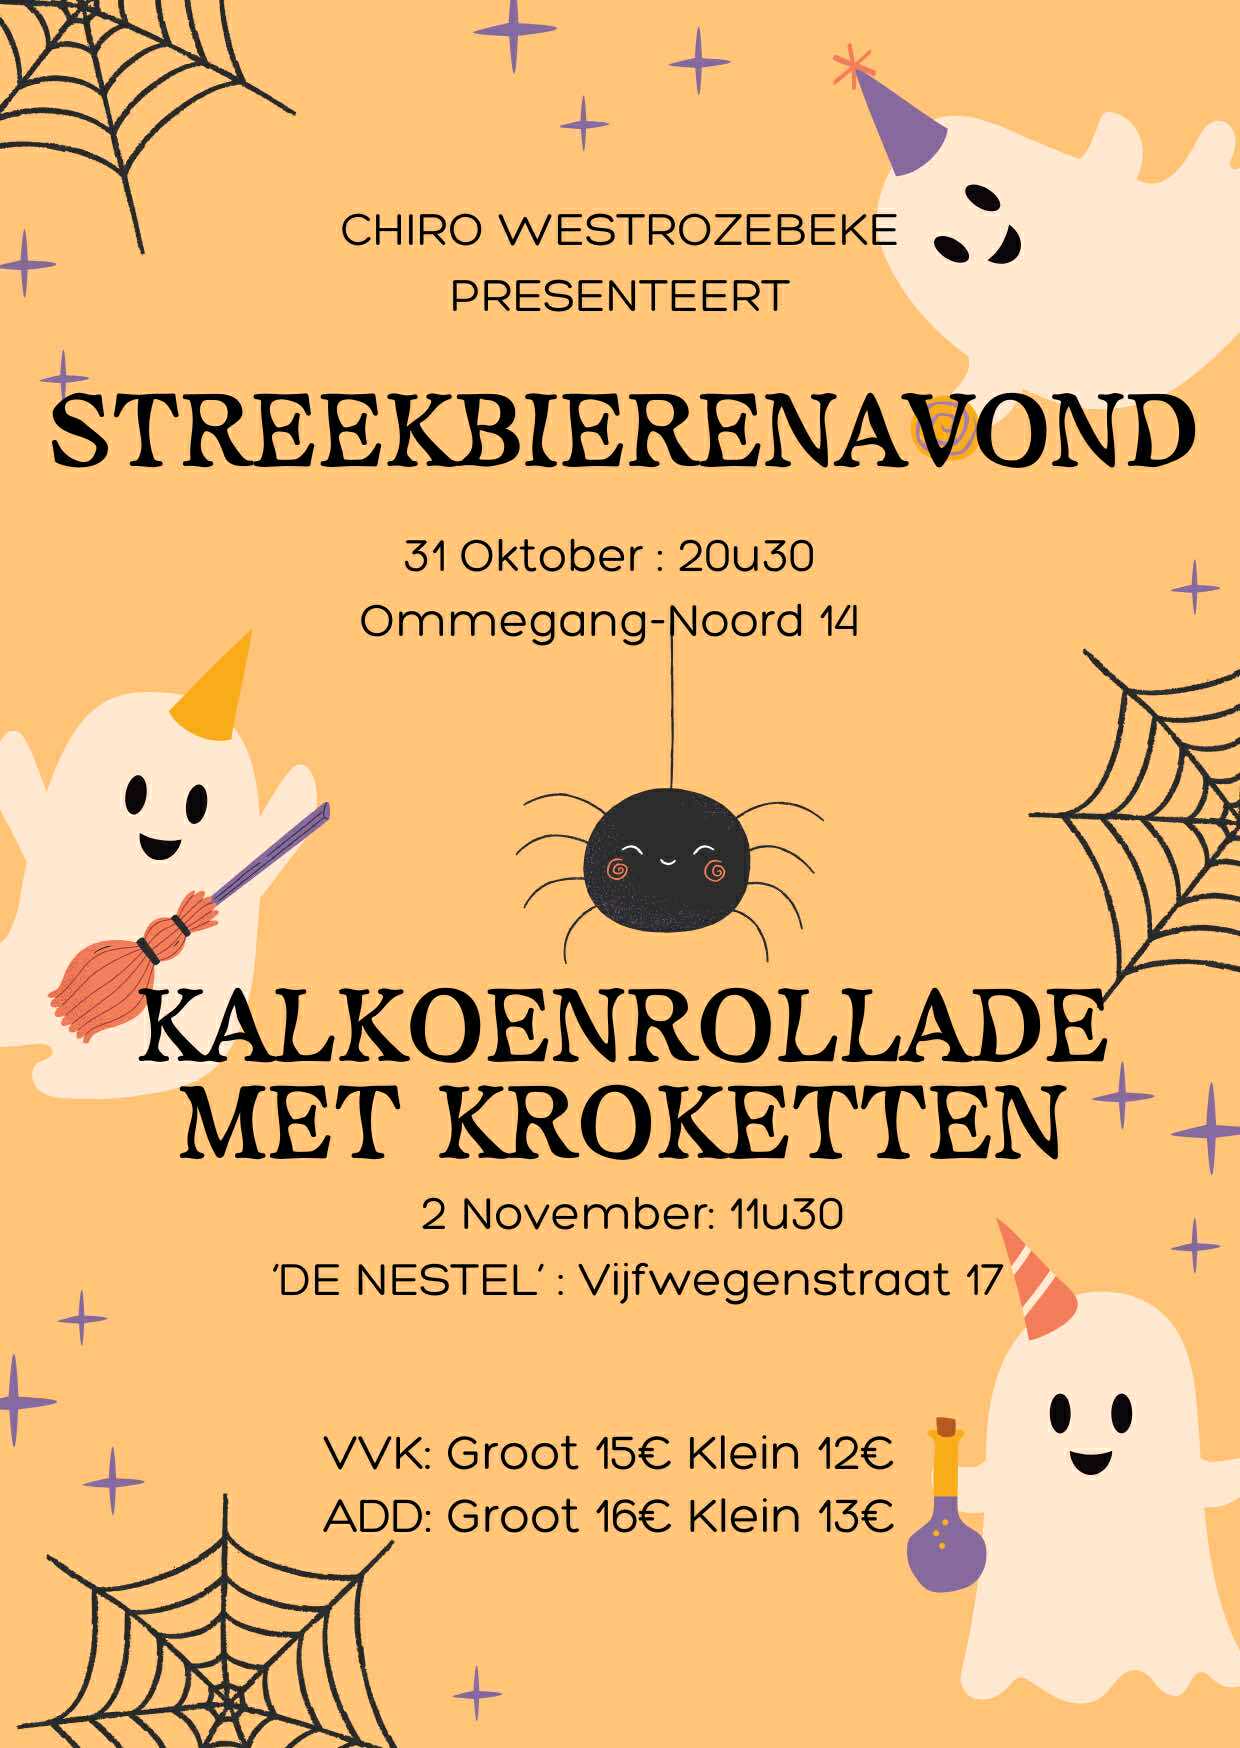 CHIRO WESTROZEBEKE
PRESENTEERT
STREEKBIERENAVOND
31 Oktober : 20u30
Ommegang-Noord 14
KALKOENROLLADE
MET KROKETTEN
2 November: 11u30
'DE NESTEL' : Vijfwegenstraat 17
VVK: Groot 15€ Klein 12€
ADD: Groot 16€ Klein 13€